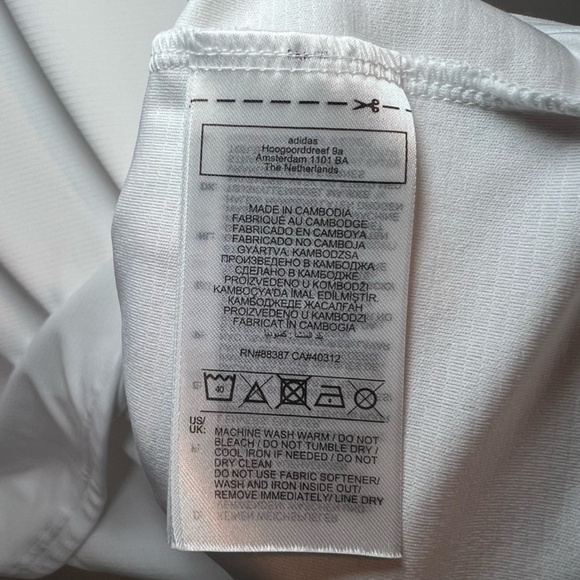 adidas
Hoogoorddreef 9a
Amsterdam 1101 BA
The Netherlands
MADE IN CAMBODIA
FABRIQUÉ AU CAMBODGE
FABRICADO EN CAMBOYA
FABRICADO NO CAMBOJA
GYÁRTVA: KAMBODZSA
ПРОИЗВЕДЕНО В КАМБОДЖА
СДЕЛАНО В КАМБОДЖЕ
PROIZVEDENO U KOMBODŽI
KAMBOÇYA'DA İMAL EDİLMİŞTİR.
КАМБОДЖЕДЕ ЖАСАЛҒАН
PROIZVEDENO U KAMBODŽI
FABRICAT ÎN CAMBOGIA
بلد المنشأ: كمبوديا
RN#88387 CA#40312
40
US/
UK: MACHINE WASH WARM / DO NOT
BLEACH / DO NOT TUMBLE DRY /
COOL IRON IF NEEDED / DO NOT
DRY CLEAN
DO NOT USE FABRIC SOFTENER/
WASH AND IRON INSIDE OUT/
REMOVE IMMEDIATELY/ LINE DRY